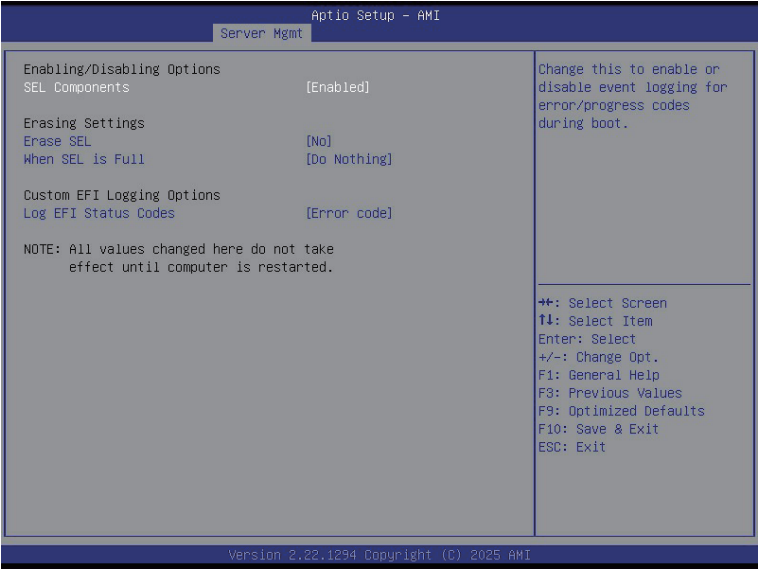 Aptio Setup – AMI
Server Mgmt
Enabling/Disabling Options
SEL Components [Enabled]
Erasing Settings
Erase SEL [No]
When SEL is Full [Do Nothing]
Custom EFI Logging Options
Log EFI Status Codes [Error code]
NOTE: All values changed here do not take
effect until computer is restarted.
Change this to enable or
disable event logging for
error/progress codes
during boot.
→←: Select Screen
↑↓: Select Item
Enter: Select
+/-: Change Opt.
F1: General Help
F3: Previous Values
F9: Optimized Defaults
F10: Save & Exit
ESC: Exit
Version 2.22.1294 Copyright (C) 2025 AMI